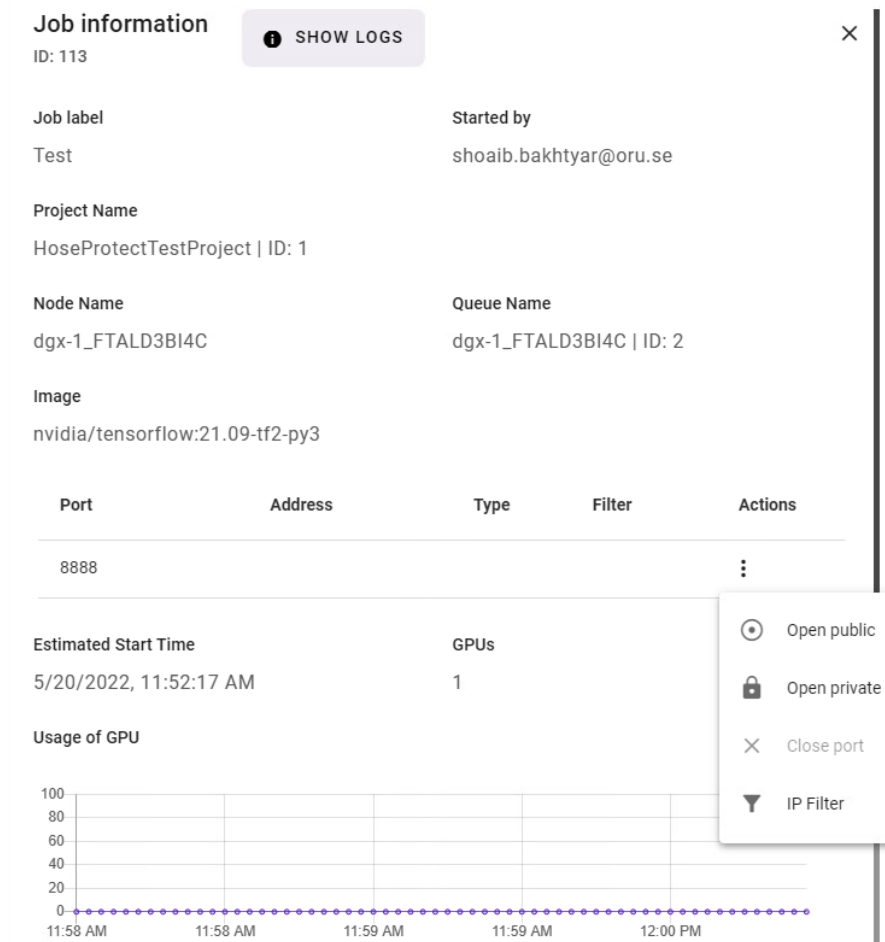 Job information
SHOW LOGS
ID: 113
Job label
Started by
Test
shoaib.bakhtyar@oru.se
Project Name
HoseProtectTestProject | ID: 1
Node Name
Queue Name
dgx-1_FTALD3BI4C
dgx-1_FTALD3BI4C | ID: 2
Image
nvidia/tensorflow:21.09-tf2-py3
Port Address Type Filter Actions
8888
Open public
Open private
Close port
IP Filter
Estimated Start Time
GPUs
5/20/2022, 11:52:17 AM
1
Usage of GPU
100
80
60
40
20
0
11:58 AM 11:58 AM 11:59 AM 11:59 AM 12:00 PM